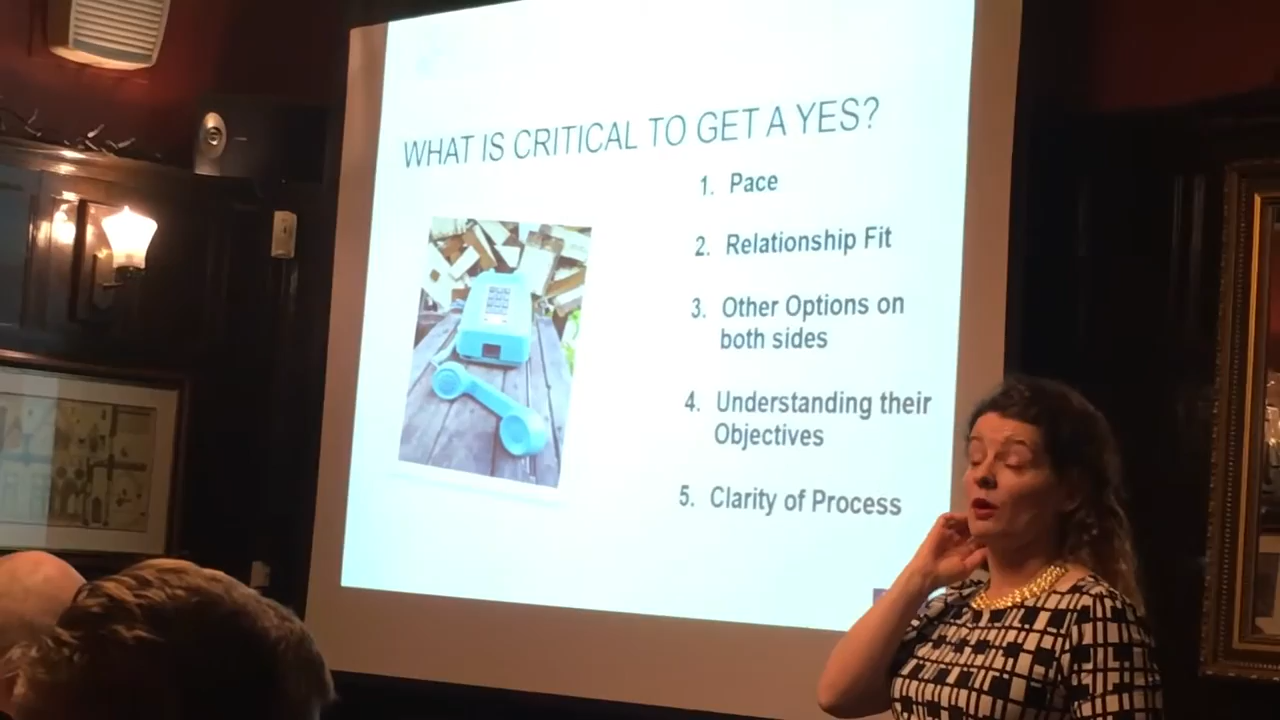 WHAT IS CRITICAL TO GET A YES?
1. Pace
2. Relationship Fit
3. Other Options on
both sides
4. Understanding their
Objectives
5. Clarity of Process